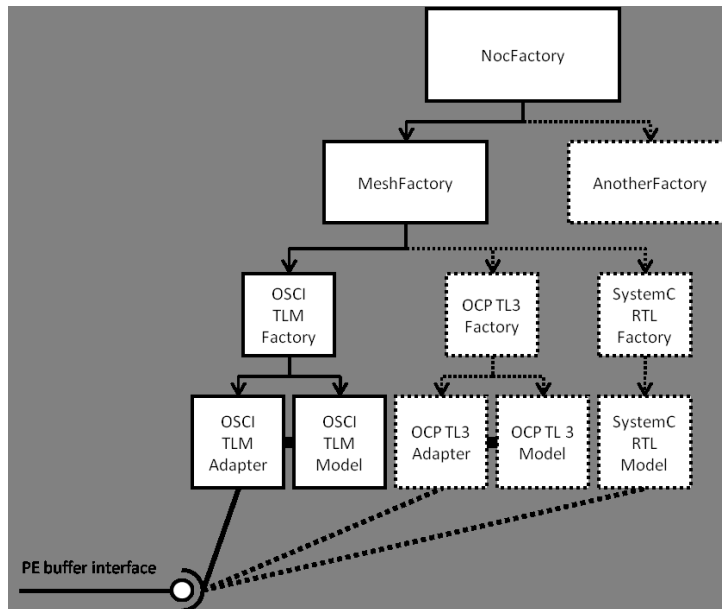 NocFactory
MeshFactory
AnotherFactory
OSCI
TLM
Factory
OCP TL3
Factory
SystemC
RTL
Factory
OSCI
TLM
Adapter
OSCI
TLM
Model
OCP TL3
Adapter
OCP TL 3
Model
SystemC
RTL
Model
PE buffer interface